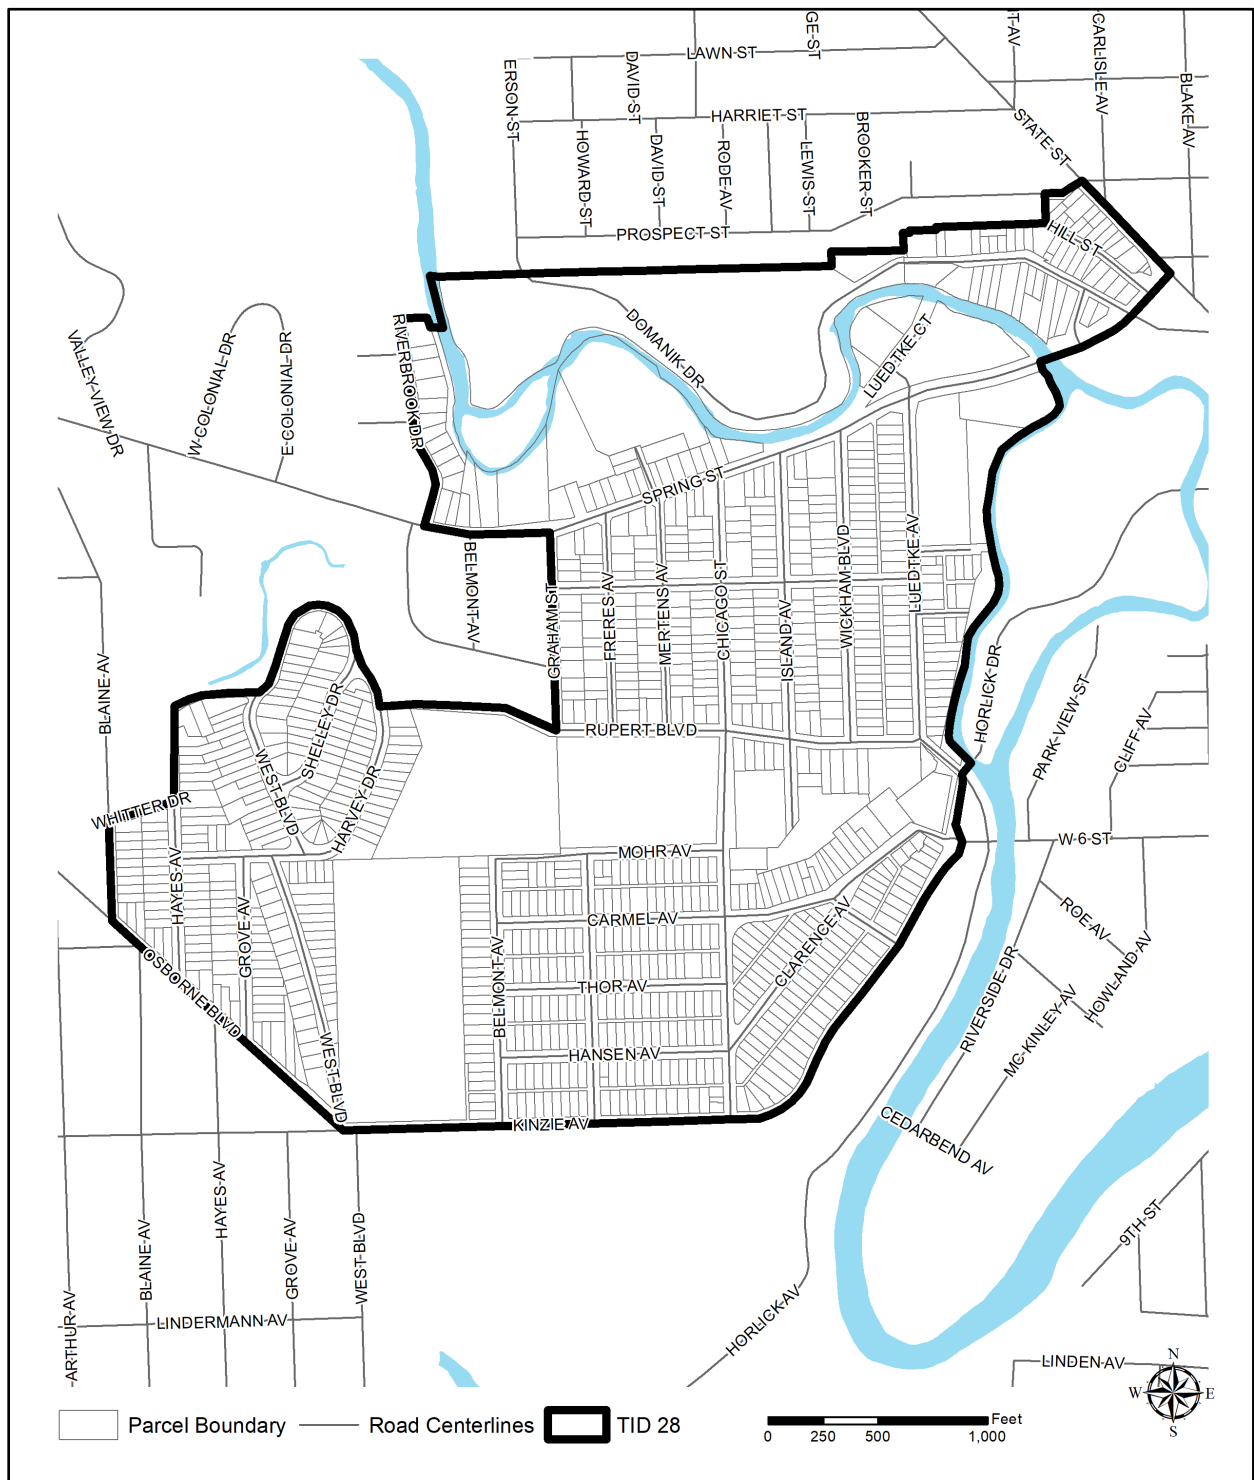 GE-ST
T-AV
CARLISLE-AV
LAWN-ST
ERSON-ST
DAVID-ST
BLAKE-AV
HARRIET-ST
STATE-ST
HOWARD-ST
DAVID-ST
RODE-AV
LEWIS-ST
BROOKER-ST
PROSPECT-ST
HILL-ST
RIVERBROOK-DR
DOMANIK-DR
LUEDTKE-CT
VALLEY-VIEW-DR
W-COLONIAL-DR
E-COLONIAL-DR
SPRING-ST
BELMONT-AV
GRAHAM-ST
FRERES-AV
MERTENS-AV
CHICAGO-ST
ISLAND-AV
WICKHAM-BLVD
LUEDTKE-AV
BLAINE-AV
SHELLEY-DR
HORLICK-DR
PARK-VIEW-ST
CLIFF-AV
RUPERT-BLVD
WEST-BLVD
HARVEY-DR
WHITTER-DR
HAYES-AV
GROVE-AV
MOHR-AV
W-6-ST
CARMEL-AV
CLARENCE-AV
ROE-AV
HOWLAND-AV
OSBORNE-BLVD
BELMONT-AV
THOR-AV
RIVERSIDE-DR
MC-KINLEY-AV
HANSEN-AV
WEST-BLVD
KINZIE-AV
CEDARBEND-AV
HAYES-AV
BLAINE-AV
GROVE-AV
WEST-BLVD
9TH-ST
ARTHUR-AV
LINDERMANN-AV
HORLICK-AV
LINDEN-AV
N
W E
S
Parcel Boundary Road Centerlines TID 28
Feet
0 250 500 1,000